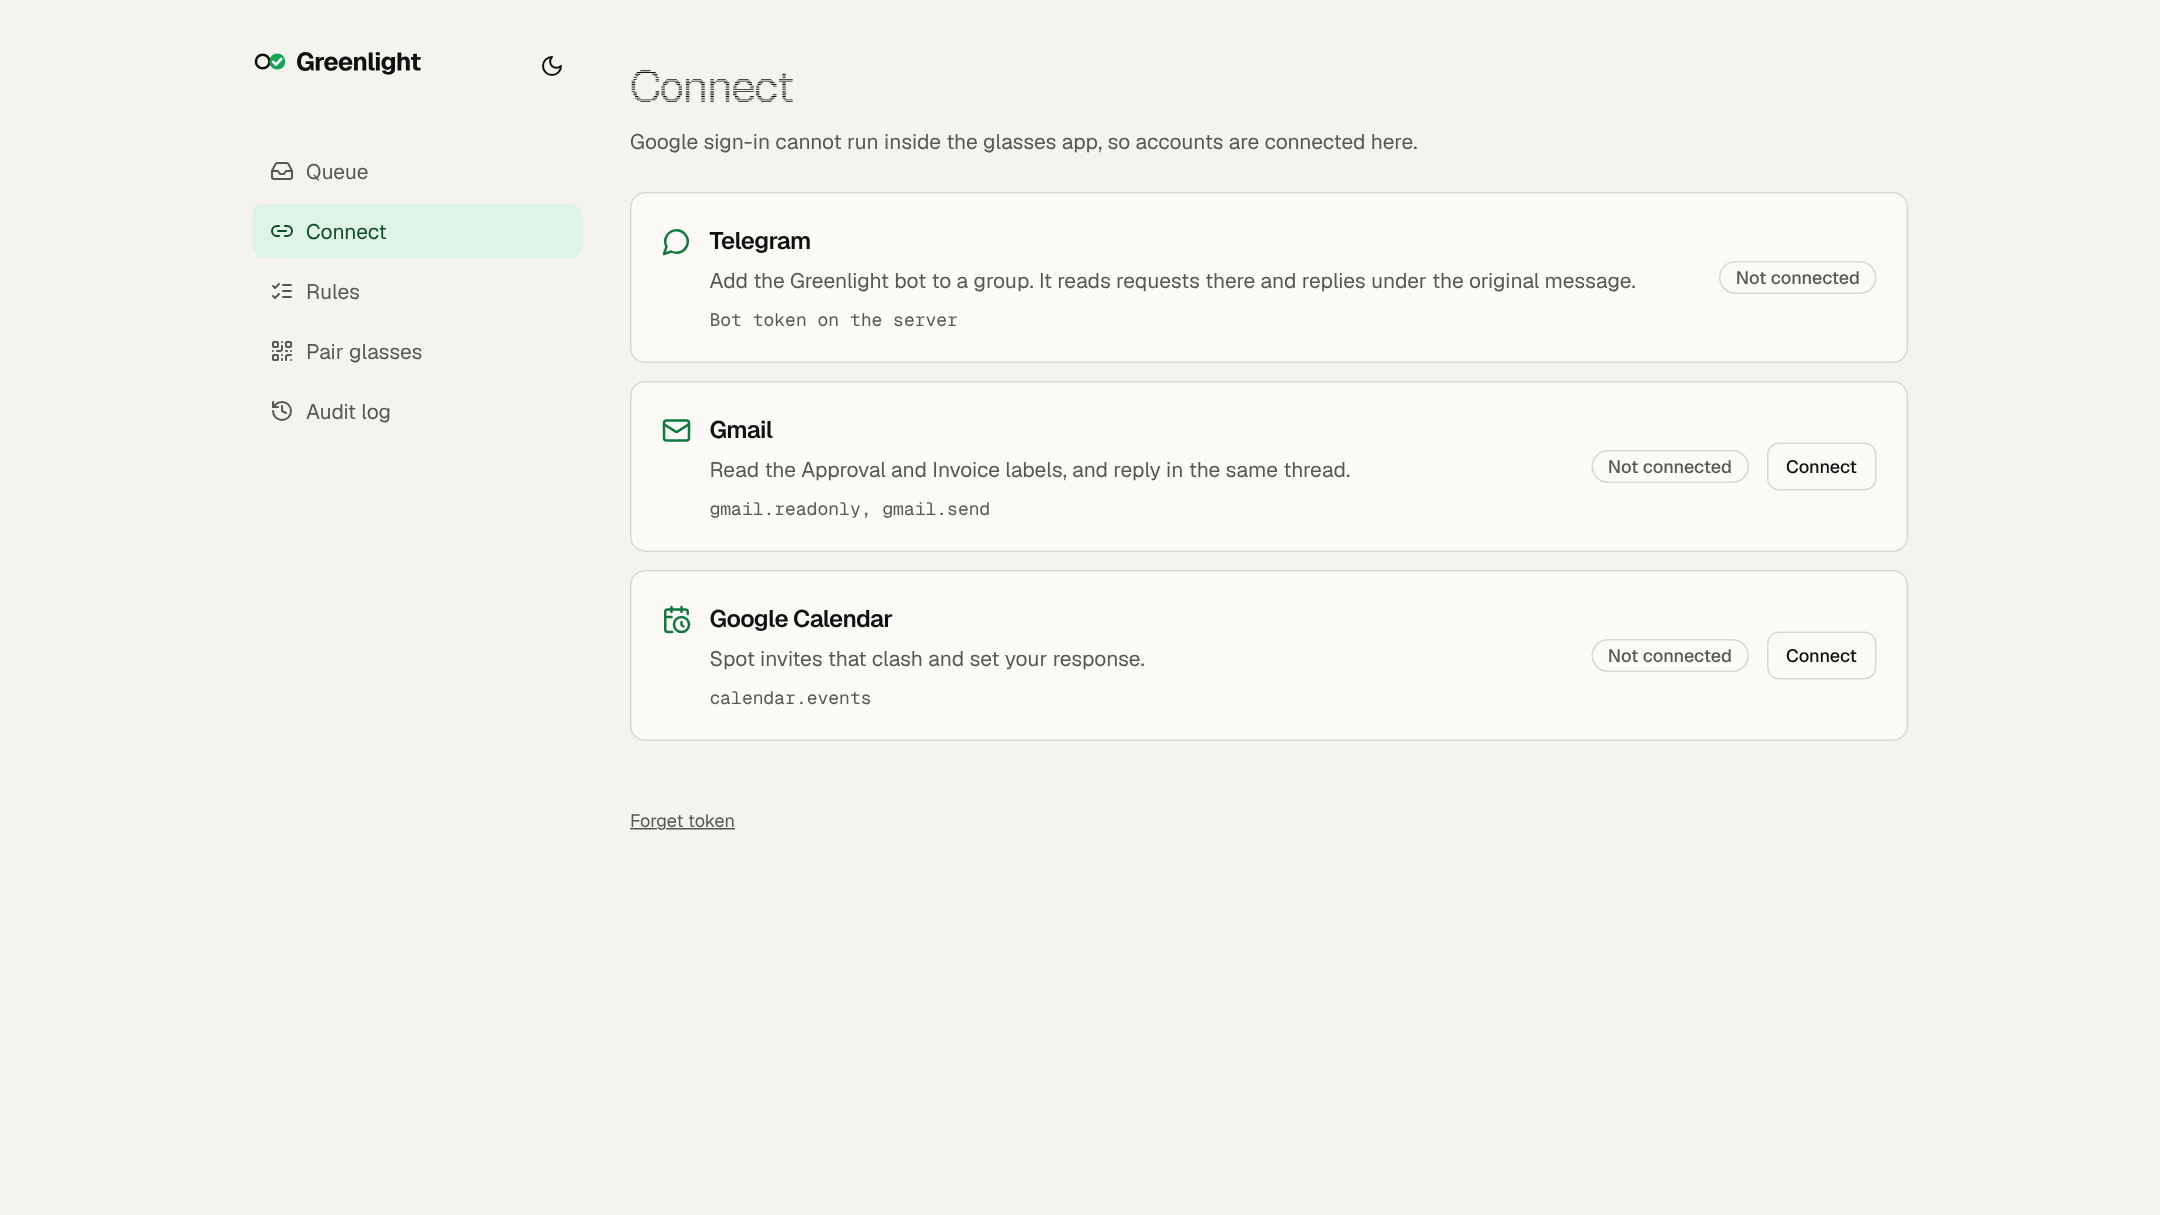 Greenlight
Queue
Connect
Rules
Pair glasses
Audit log
Connect
Google sign-in cannot run inside the glasses app, so accounts are connected here.
Telegram
Add the Greenlight bot to a group. It reads requests there and replies under the original message.
Bot token on the server
Not connected
Gmail
Read the Approval and Invoice labels, and reply in the same thread.
gmail.readonly, gmail.send
Not connected
Connect
Google Calendar
Spot invites that clash and set your response.
calendar.events
Not connected
Connect
Forget token